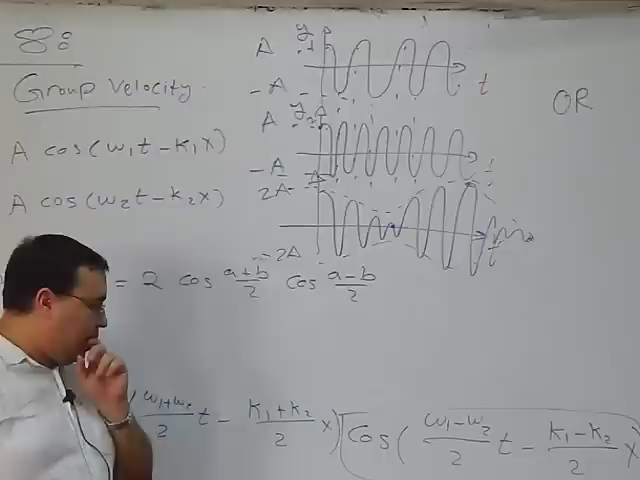 8:
Group Velocity.
A cos(ω₁t - k₁x)
A cos(ω₂t - k₂x)
= 2 cos a+b/2 cos a-b/2
ω₁+ω₂/2 t - k₁+k₂/2 x) cos( ω₁-ω₂/2 t - k₁-k₂/2 x
A
-A
t
A
y₂
-A
2A
-2A
t
OR